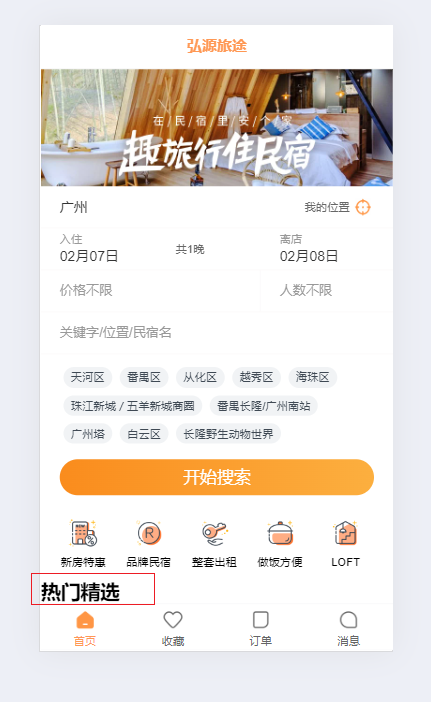 弘源旅途
在/民/宿/里/安/个/家
趣旅行住民宿
广州 我的位置
入住 离店
02月07日 共1晚 02月08日
价格不限 人数不限
关键字/位置/民宿名
天河区 番禺区 从化区 越秀区 海珠区
珠江新城 / 五羊新城商圈 番禺长隆/广州南站
广州塔 白云区 长隆野生动物世界
开始搜索
新房特惠 品牌民宿 整套出租 做饭方便 LOFT
热门精选
首页 收藏 订单 消息